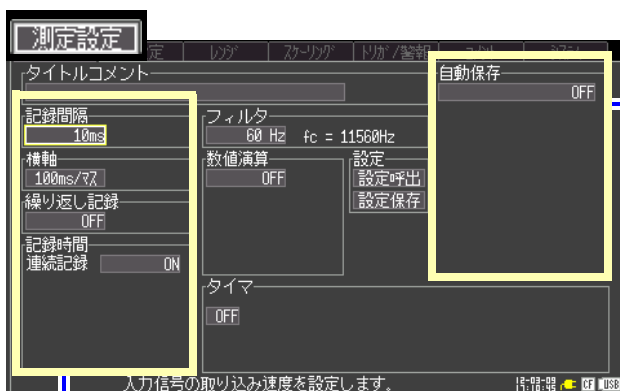 測定設定
定 レンジ スケーリング トリガ/警報
タイトルコメント
自動保存
OFF
記録間隔
10ms
フィルタ
60 Hz fc = 11560Hz
横軸
100ms/マス
数値演算
OFF
設定
設定呼出
設定保存
繰り返し記録
OFF
記録時間
連続記録 ON
タイマ
OFF
入力信号の取り込み速度を設定します。
CF USB